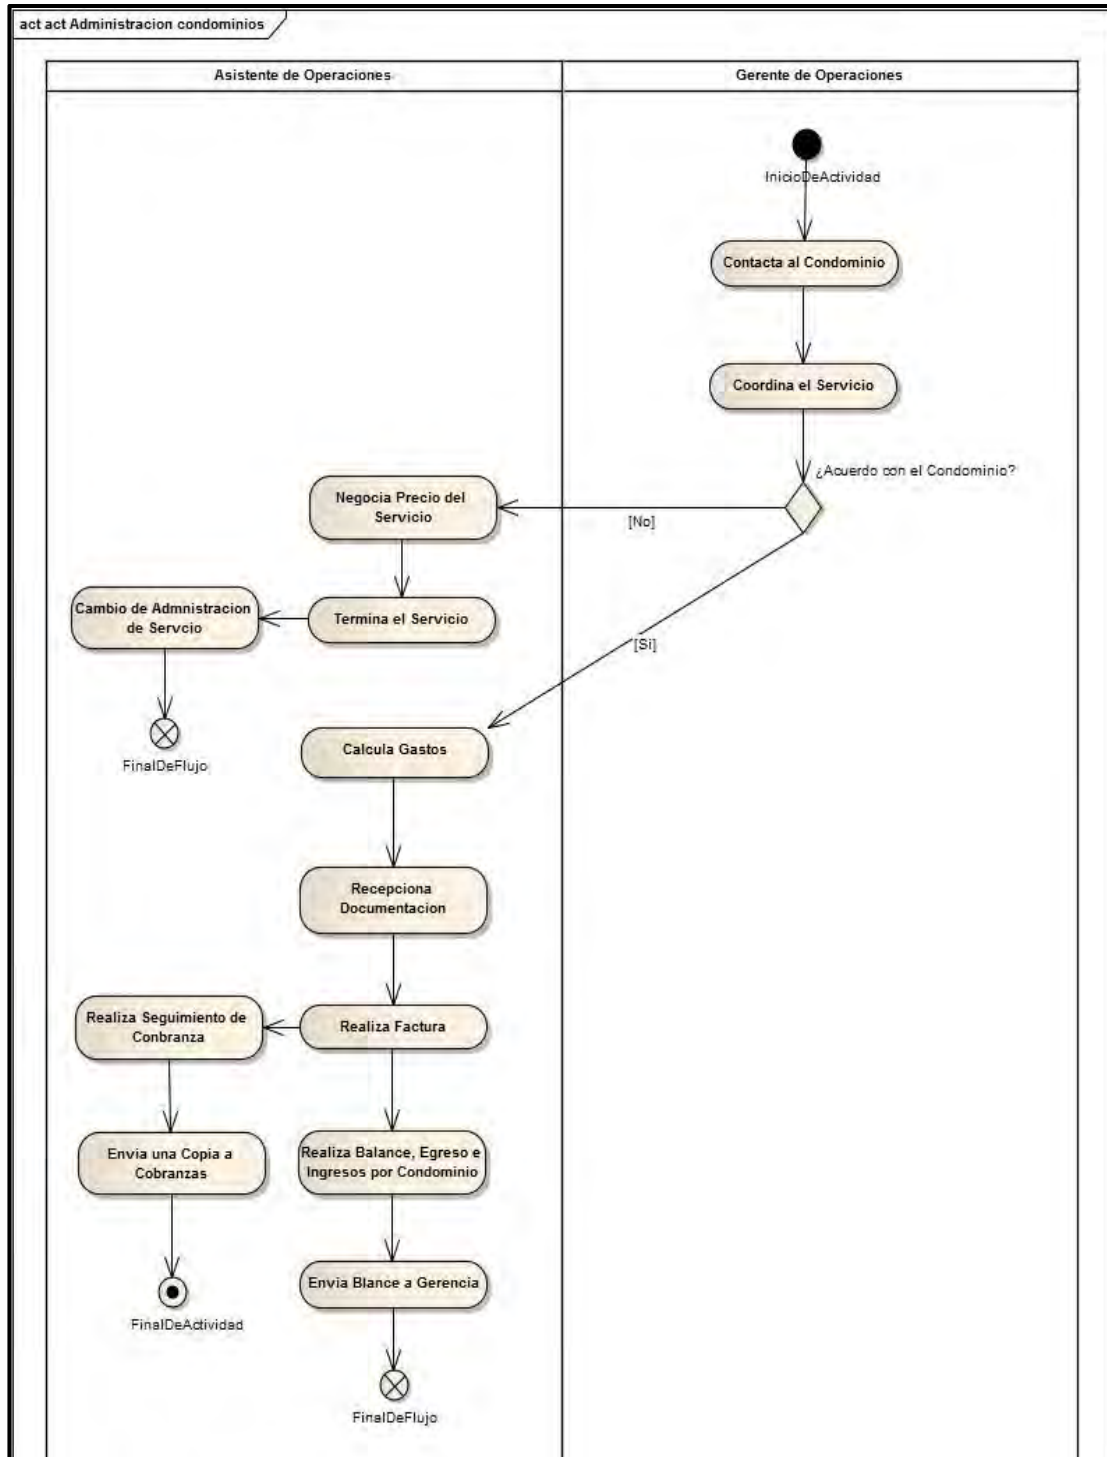 act act Administracion condominios
Asistente de Operaciones
Gerente de Operaciones
InicioDeActividad
Contacta al Condominio
Coordina el Servicio
¿Acuerdo con el Condominio?
Negocia Precio del
Servicio
[No]
Cambio de Admnistracion
de Servcio
Termina el Servicio
[Si]
Calcula Gastos
FinalDeFlujo
Recepciona
Documentacion
Realiza Seguimiento de
Conbranza
Realiza Factura
Envia una Copia a
Cobranzas
Realiza Balance, Egreso e
Ingresos por Condominio
Envia Blance a Gerencia
FinalDeActividad
FinalDeFlujo